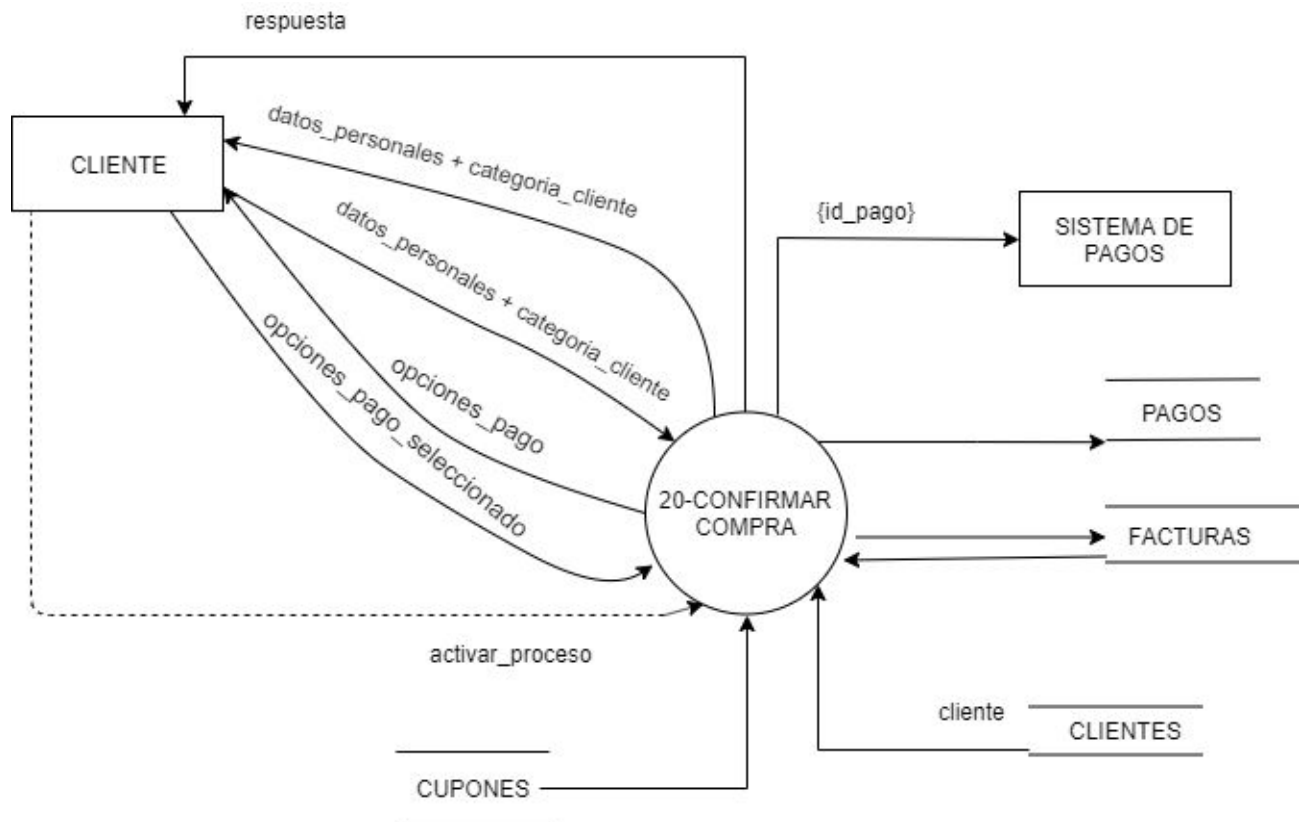 respuesta
datos_personales + categoria_cliente
CLIENTE
datos_personales + categoria_cliente
{id_pago}
SISTEMA DE
PAGOS
opciones_pago
opciones_pago_seleccionado
PAGOS
20-CONFIRMAR
COMPRA
FACTURAS
activar_proceso
cliente
CLIENTES
CUPONES